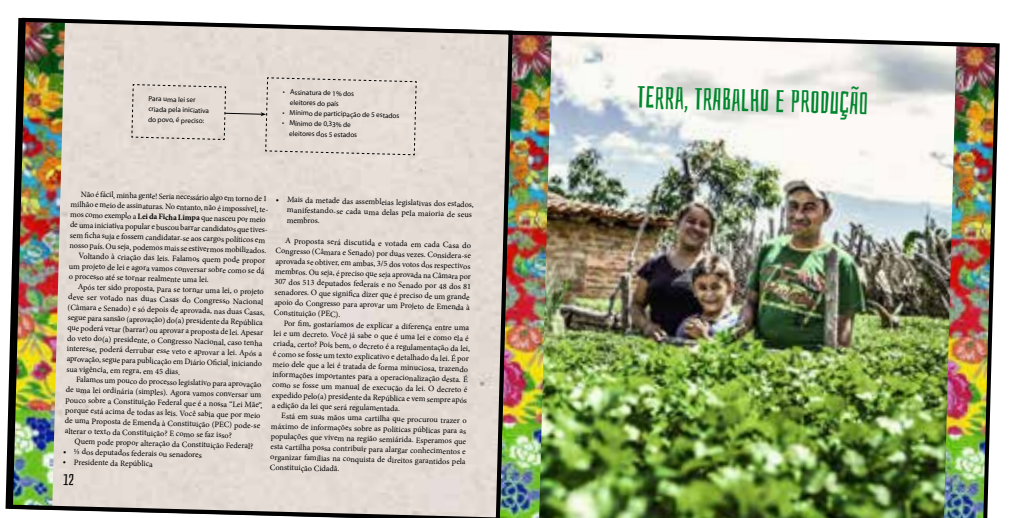 Para uma lei ser
criada pela iniciativa
do povo, é preciso:
• Assinatura de 1% dos
eleitores do país
• Mínimo de participação de 5 estados
• Mínimo de 0,33% de
eleitores dos 5 estados
Não é fácil, minha gente! Seria necessário algo em torno de 1
milhão e meio de assinaturas. No entanto, não é impossível, te-
mos como exemplo a Lei da Ficha Limpa que nasceu por meio
de uma iniciativa popular e buscou barrar candidatos que tives-
sem ficha suja e fossem candidatar-se aos cargos políticos em
nosso país. Ou seja, podemos mais se estivermos mobilizados.
Voltando à criação das leis. Falamos quem pode propor
um projeto de lei e agora vamos conversar sobre como se dá
o processo até se tornar realmente uma lei.
Após ter sido proposta, para se tornar uma lei, o projeto
deve ser votado nas duas Casas do Congresso Nacional
(Câmara e Senado) e só depois de aprovada, nas duas Casas,
segue para sansão (aprovação) do(a) presidente da República
que poderá vetar (barrar) ou aprovar a proposta de lei. Apesar
do veto do(a) presidente, o Congresso Nacional, caso tenha
interesse, poderá derrubar esse veto e aprovar a lei. Após a
aprovação, segue para publicação em Diário Oficial, iniciando
sua vigência, em regra, em 45 dias.
Falamos um pouco do processo legislativo para aprovação
de uma lei ordinária (simples). Agora vamos conversar um
Pouco sobre a Constituição Federal que é a nossa "Lei Mãe",
porque está acima de todas as leis. Você sabia que por meio
de uma Proposta de Emenda à Constituição (PEC) pode-se
alterar o texto da Constituição? E como se faz isso?
Quem pode propor alteração da Constituição Federal?
• ⅓ dos deputados federais ou senadores
• Presidente da República
• Mais da metade das assembleias legislativas dos estados,
manifestando-se cada uma delas pela maioria de seus
membros.
A proposta será discutida e votada em cada Casa do
Congresso (Câmara e Senado) por duas vezes. Considera-se
aprovada se obtiver, em ambas, 3/5 dos votos dos respectivos
membros. Ou seja, é preciso que seja aprovada na Câmara por
307 dos 513 deputados federais e no Senado por 48 dos 81
senadores. O que significa dizer que é preciso de um grande
apoio do Congresso para aprovar um Projeto de Emenda à
Constituição (PEC).
Por fim, gostaríamos de explicar a diferença entre uma
lei e um decreto. Você já sabe o que é uma lei e como ela é
criada, certo? Pois bem, o decreto é a regulamentação da lei,
é como se fosse um texto explicativo e detalhado da lei. É por
meio dele que a lei é tratada de forma minuciosa, trazendo
informações importantes para a operacionalização desta. É
como se fosse um manual de execução da lei. O decreto é
expedido pelo(a) presidente da República e vem sempre após
a edição da lei que será regulamentada.
Está em suas mãos uma cartilha que procurou trazer o
máximo de informações sobre as políticas públicas para as
populações que vivem na região semiárida. Esperamos que
esta cartilha possa contribuir para alargar conhecimentos e
organizar famílias na conquista de direitos garantidos pela
Constituição Cidadã.
12
TERRA, TRABALHO E PRODUÇÃO